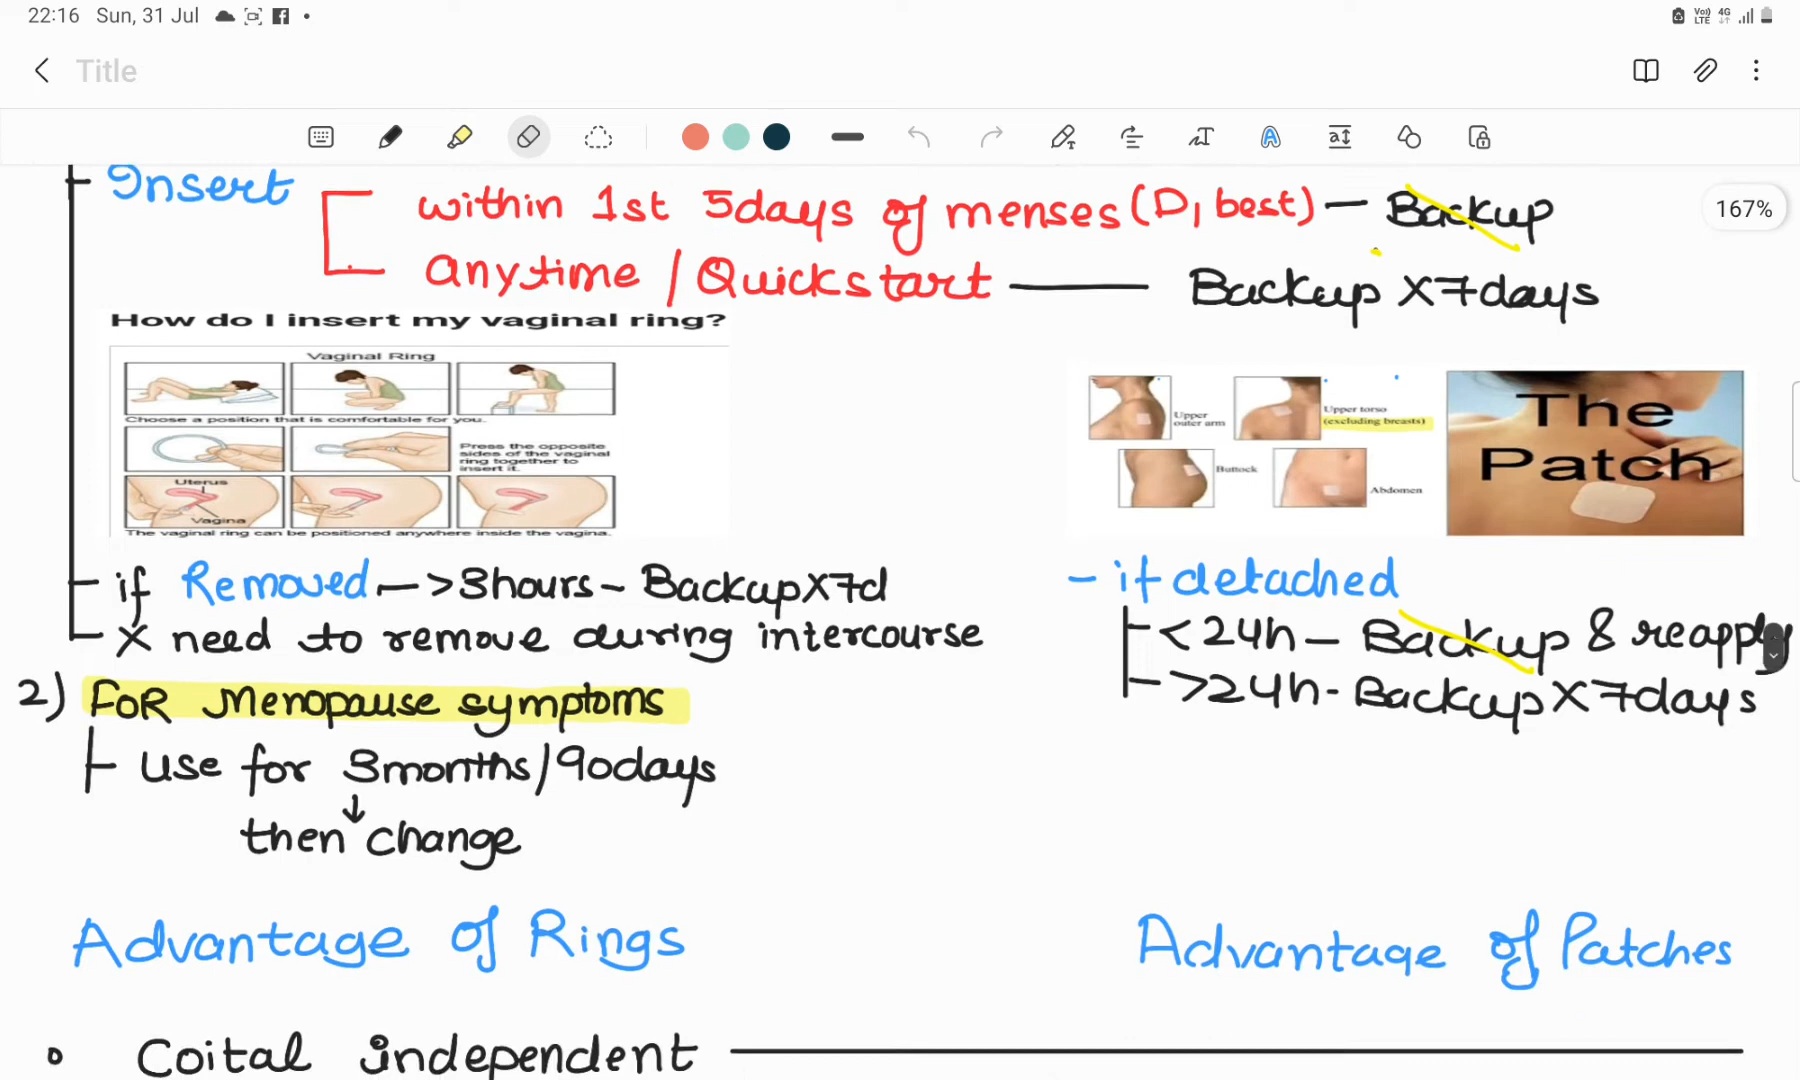 22:16 Sun, 31 Jul
Vo)) LTE 4G
Title
167%
Insert
within 1st 5days of menses (D1 best) — Backup
Anytime / Quickstart — Backup X7days
How do I insert my vaginal ring?
Vaginal Ring
Choose a position that is comfortable for you.
Press the opposite
sides of the vaginal
ring together to
insert it.
Uterus
Vagina
The vaginal ring can be positioned anywhere inside the vagina.
Upper
outer arm
Upper torso
(excluding breasts)
Buttock
Abdomen
The
Patch
- if Removed —>3hours - BackupX7d
- X need to remove during intercourse
- if detached
- <24h - Backup & reapply
- >24h - Backup X 7days
2) FOR Menopause symptoms
- Use for 3months/90days
↓
then change
Advantage of Rings
Advantage of Patches
o Coital independent